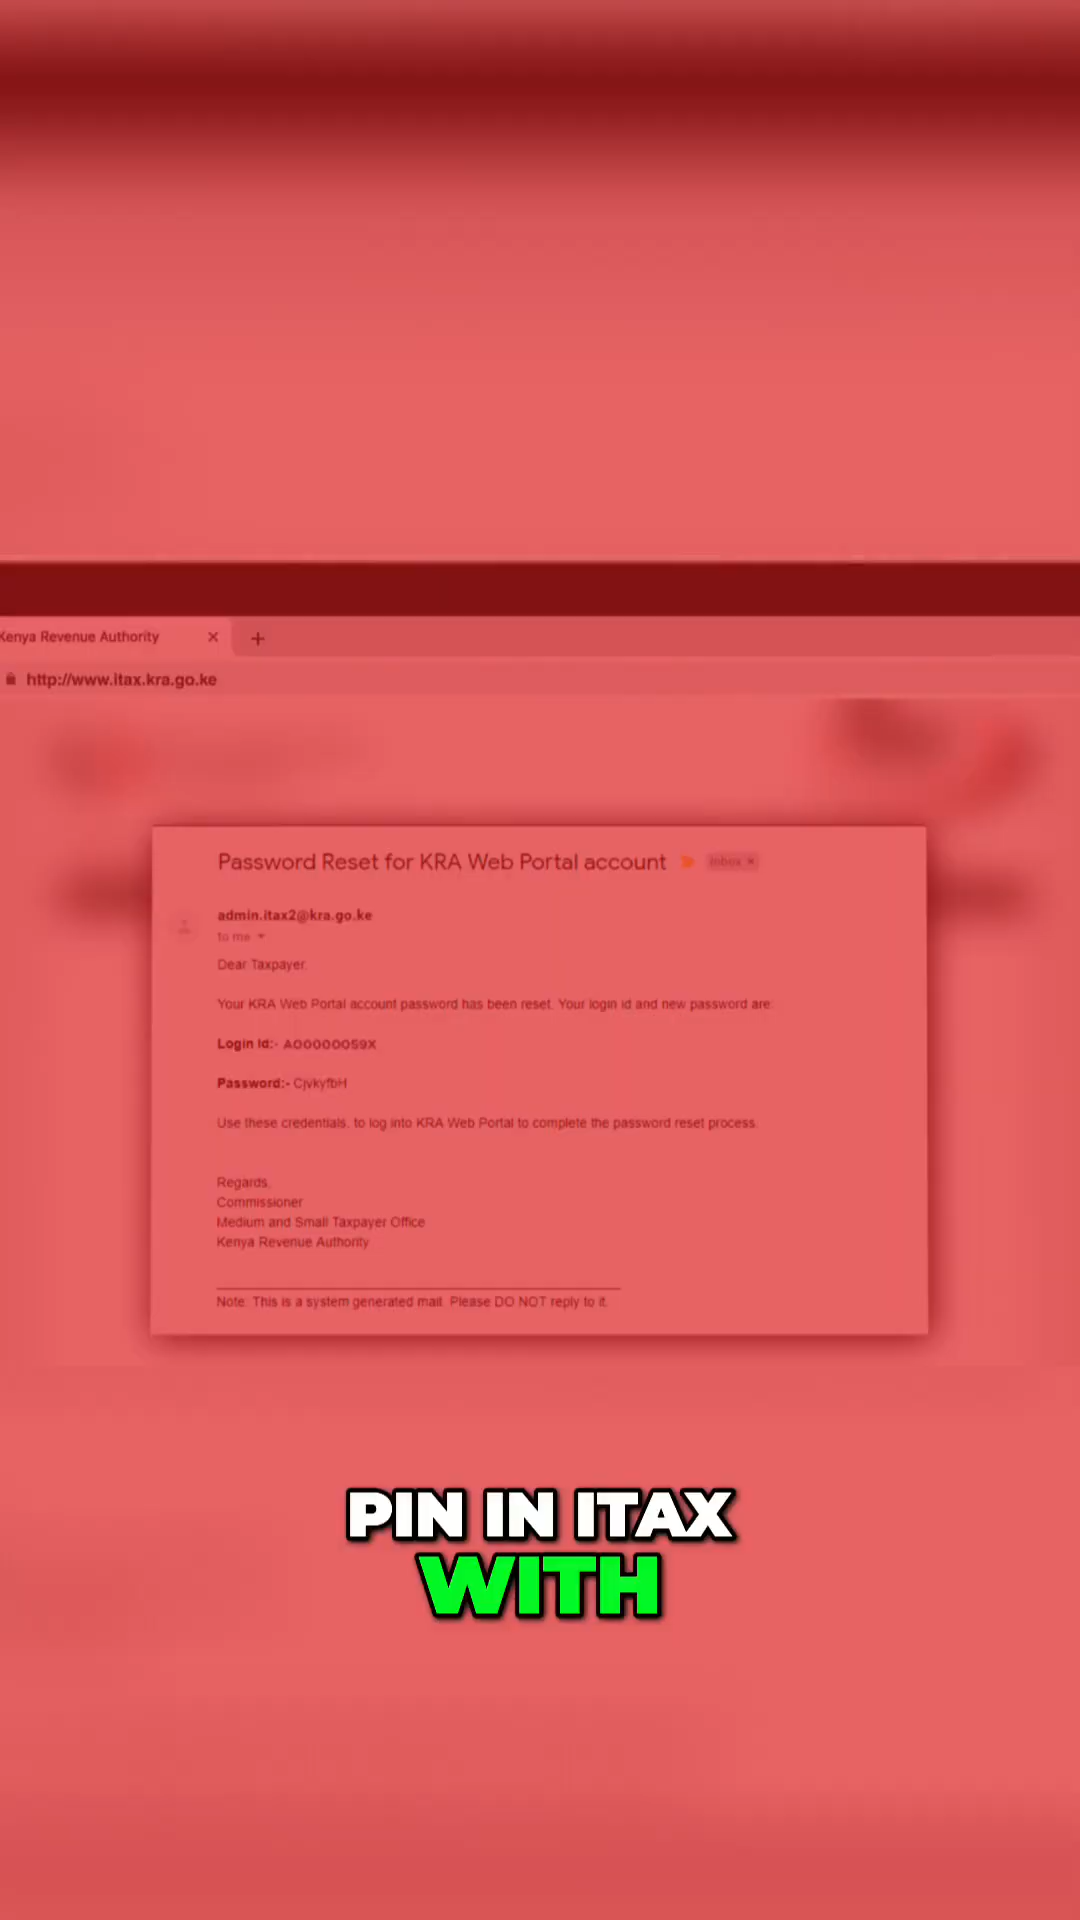 Kenya Revenue Authority
http://www.itax.kra.go.ke
Password Reset for KRA Web Portal account Inbox
admin.itax2@kra.go.ke
to me
Dear Taxpayer,
Your KRA Web Portal account password has been reset. Your login id and new password are:
Login Id:- A00000059X
Password:- CjvkyfbH
Use these credentials, to log into KRA Web Portal to complete the password reset process.
Regards,
Commissioner
Medium and Small Taxpayer Office
Kenya Revenue Authority
Note: This is a system generated mail. Please DO NOT reply to it.
PIN IN ITAX
WITH